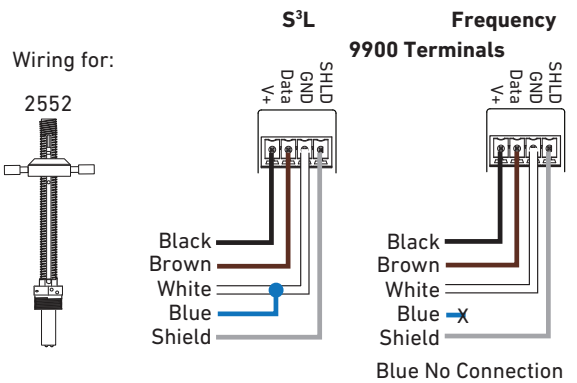 S³L
Frequency
9900 Terminals
Wiring for:
2552
V+
Data
GND
SHLD
V+
Data
GND
SHLD
Black
Brown
White
Blue
Shield
Black
Brown
White
Blue X
Shield
Blue No Connection